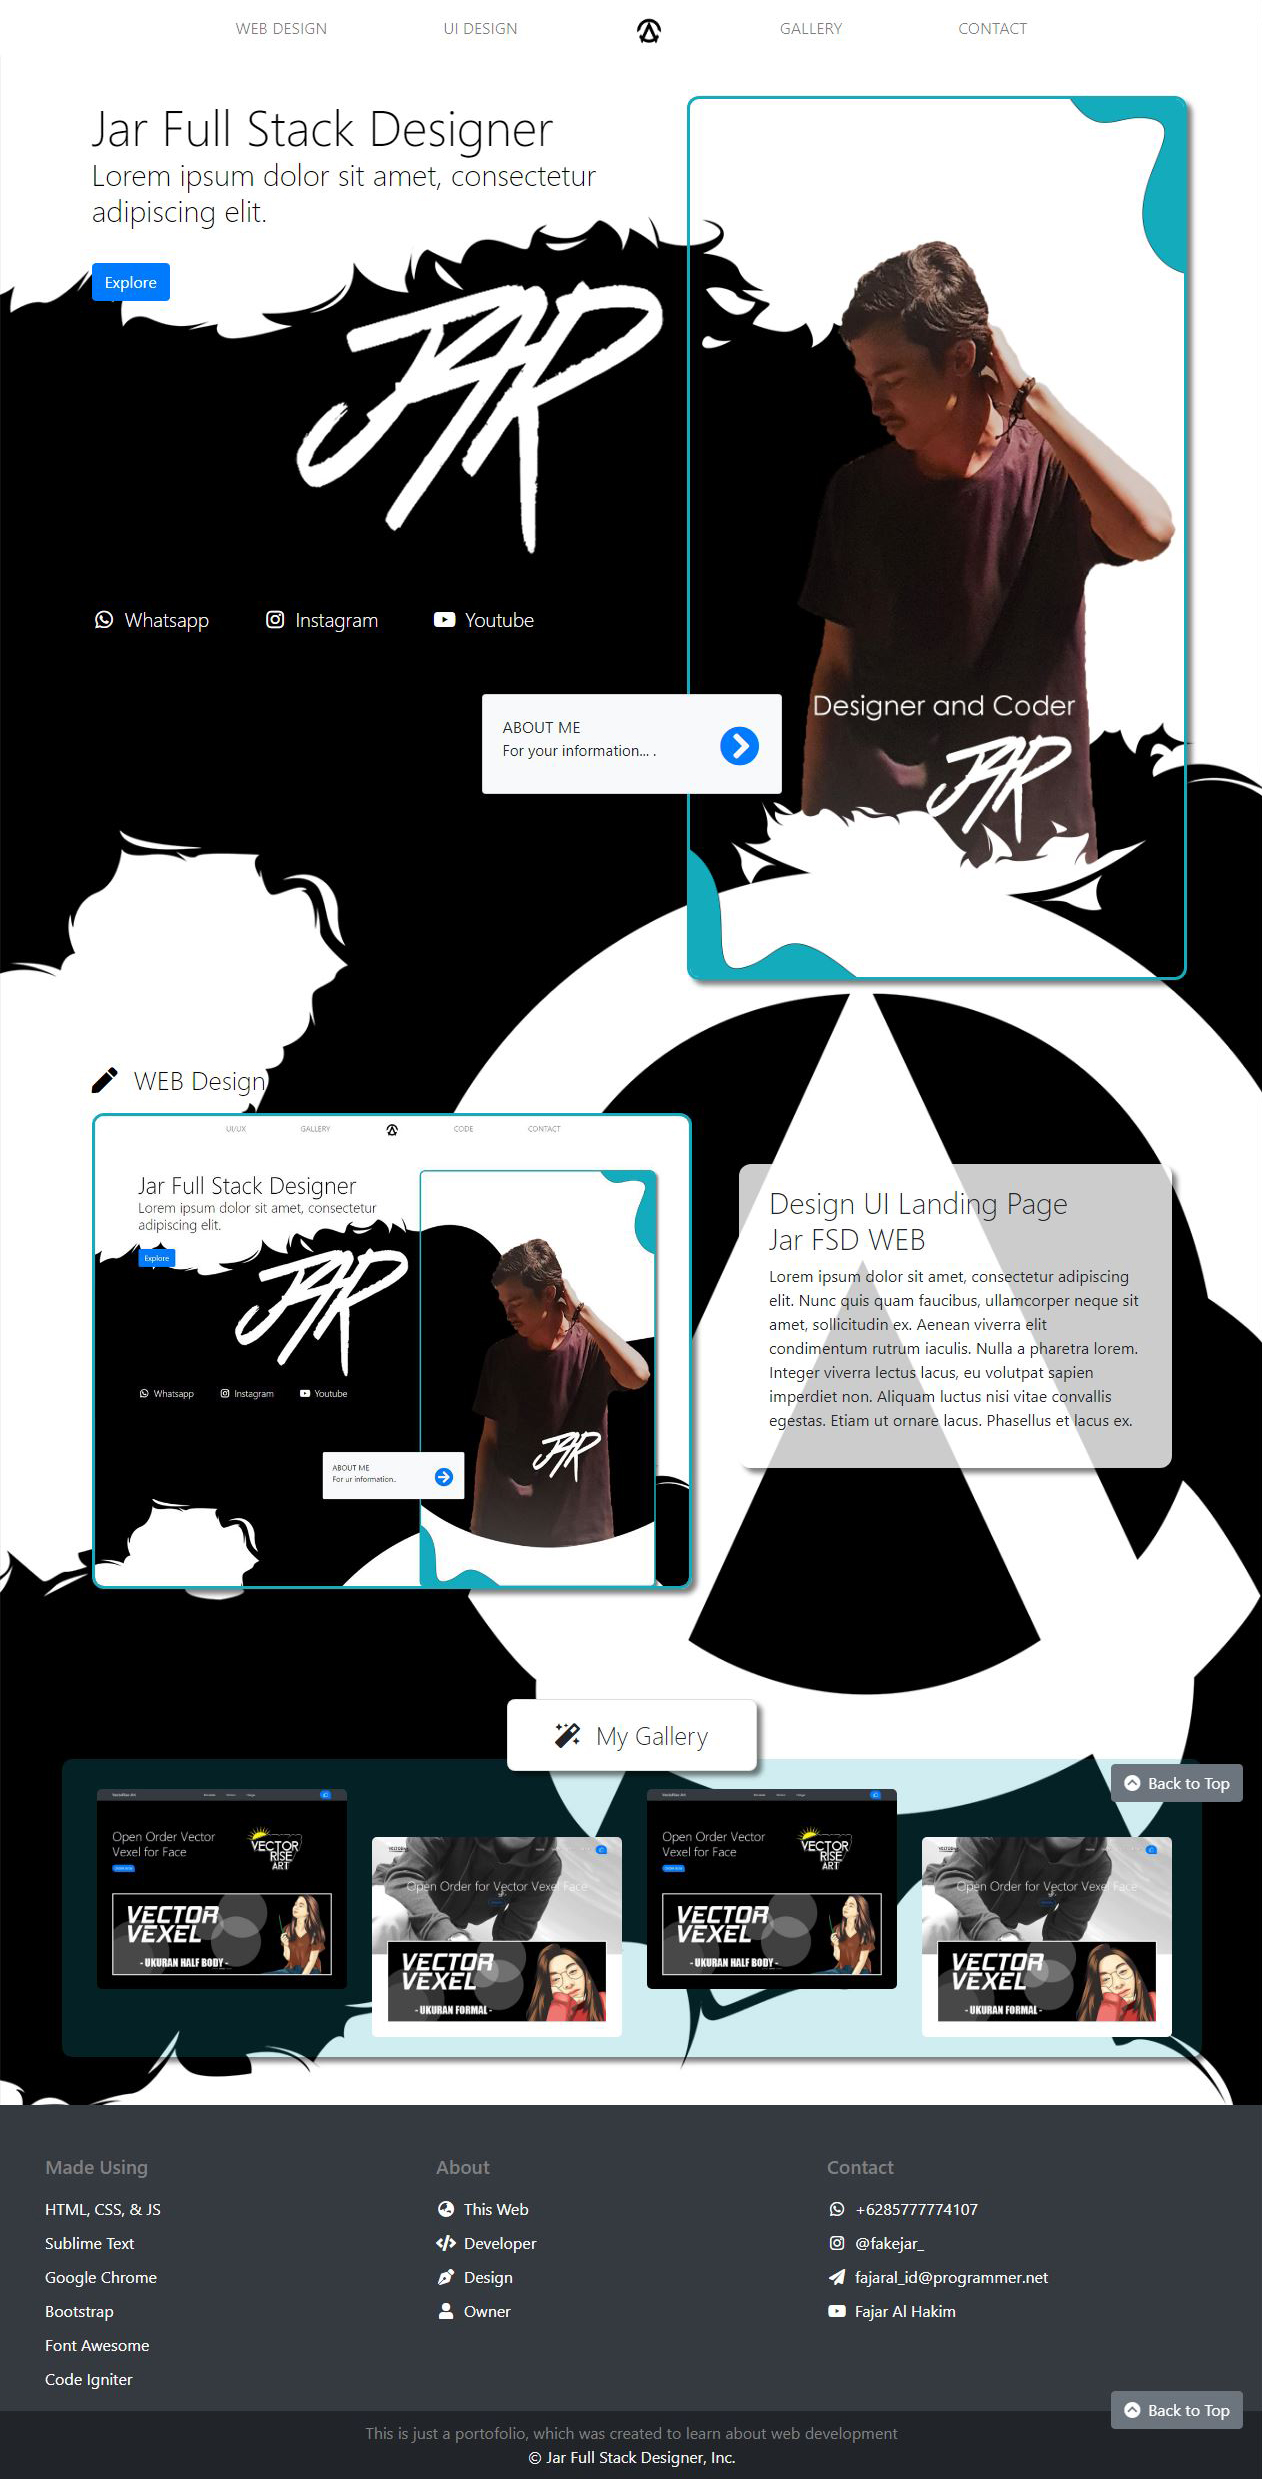 WEB DESIGN
UI DESIGN
GALLERY
CONTACT
Jar Full Stack Designer
Lorem ipsum dolor sit amet, consectetur
adipiscing elit.
Explore
JAR
Whatsapp
Instagram
Youtube
ABOUT ME
For your information... .
Designer and Coder
JAR
WEB Design
UI/UX
GALLERY
CODE
CONTACT
Jar Full Stack Designer
Lorem ipsum dolor sit amet, consectetur
adipiscing elit.
Explore
JAR
Whatsapp
Instagram
Youtube
ABOUT ME
For ur information..
JAR
Design UI Landing Page
Jar FSD WEB
Lorem ipsum dolor sit amet, consectetur adipiscing
elit. Nunc quis quam faucibus, ullamcorper neque sit
amet, sollicitudin ex. Aenean viverra elit
condimentum rutrum iaculis. Nulla a pharetra lorem.
Integer viverra lectus lacus, eu volutpat sapien
imperdiet non. Aliquam luctus nisi vitae convallis
egestas. Etiam ut ornare lacus. Phasellus et lacus ex.
My Gallery
Back to Top
Open Order Vector
Vexel for Face
VECTOR
RISE
ART
VECTOR
VEXEL
- UKURAN HALF BODY -
Open Order for Vector Vexel Face
VECTOR
VEXEL
- UKURAN FORMAL -
Open Order Vector
Vexel for Face
VECTOR
RISE
ART
VECTOR
VEXEL
- UKURAN HALF BODY -
Open Order for Vector Vexel Face
VECTOR
VEXEL
- UKURAN FORMAL -
Made Using
HTML, CSS, & JS
Sublime Text
Google Chrome
Bootstrap
Font Awesome
Code Igniter
About
This Web
Developer
Design
Owner
Contact
+6285777774107
@fakejar_
fajaral_id@programmer.net
Fajar Al Hakim
Back to Top
This is just a portofolio, which was created to learn about web development
© Jar Full Stack Designer, Inc.